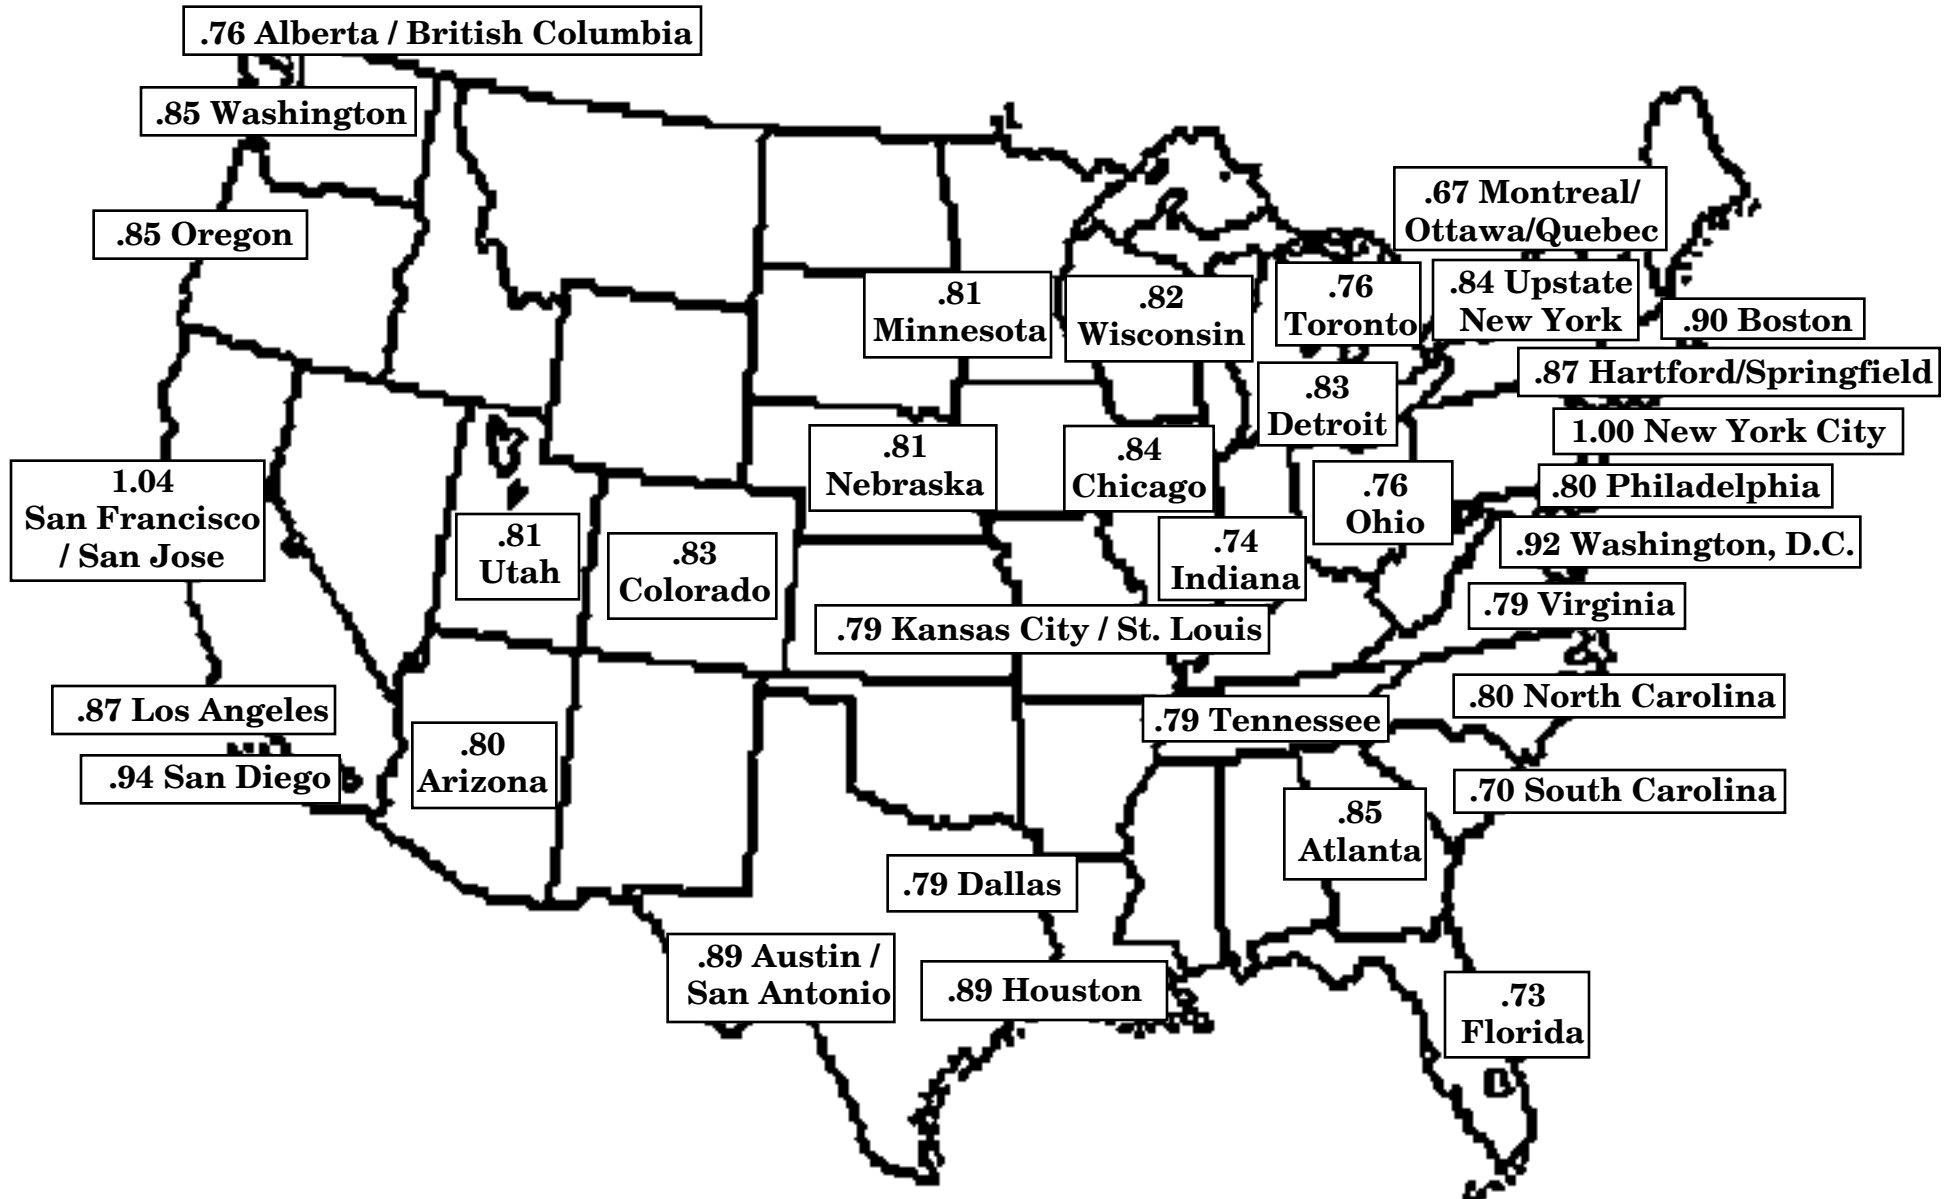 .76 Alberta / British Columbia
.85 Washington
.85 Oregon
.67 Montreal/
Ottawa/Quebec
.81
Minnesota
.82
Wisconsin
.76
Toronto
.84 Upstate
New York
.90 Boston
.87 Hartford/Springfield
.83
Detroit
1.00 New York City
1.04
San Francisco
/ San Jose
.81
Nebraska
.84
Chicago
.76
Ohio
.80 Philadelphia
.81
Utah
.83
Colorado
.74
Indiana
.92 Washington, D.C.
.79 Virginia
.79 Kansas City / St. Louis
.87 Los Angeles
.80 North Carolina
.79 Tennessee
.94 San Diego
.80
Arizona
.70 South Carolina
.85
Atlanta
.79 Dallas
.89 Austin /
San Antonio
.89 Houston
.73
Florida